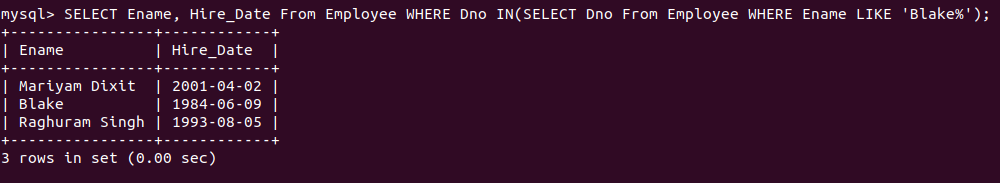 mysql> SELECT Ename, Hire_Date From Employee WHERE Dno IN(SELECT Dno From Employee WHERE Ename LIKE 'Blake%');
+----------------+------------+
| Ename          | Hire_Date  |
+----------------+------------+
| Mariyam Dixit  | 2001-04-02 |
| Blake          | 1984-06-09 |
| Raghuram Singh | 1993-08-05 |
+----------------+------------+
3 rows in set (0.00 sec)